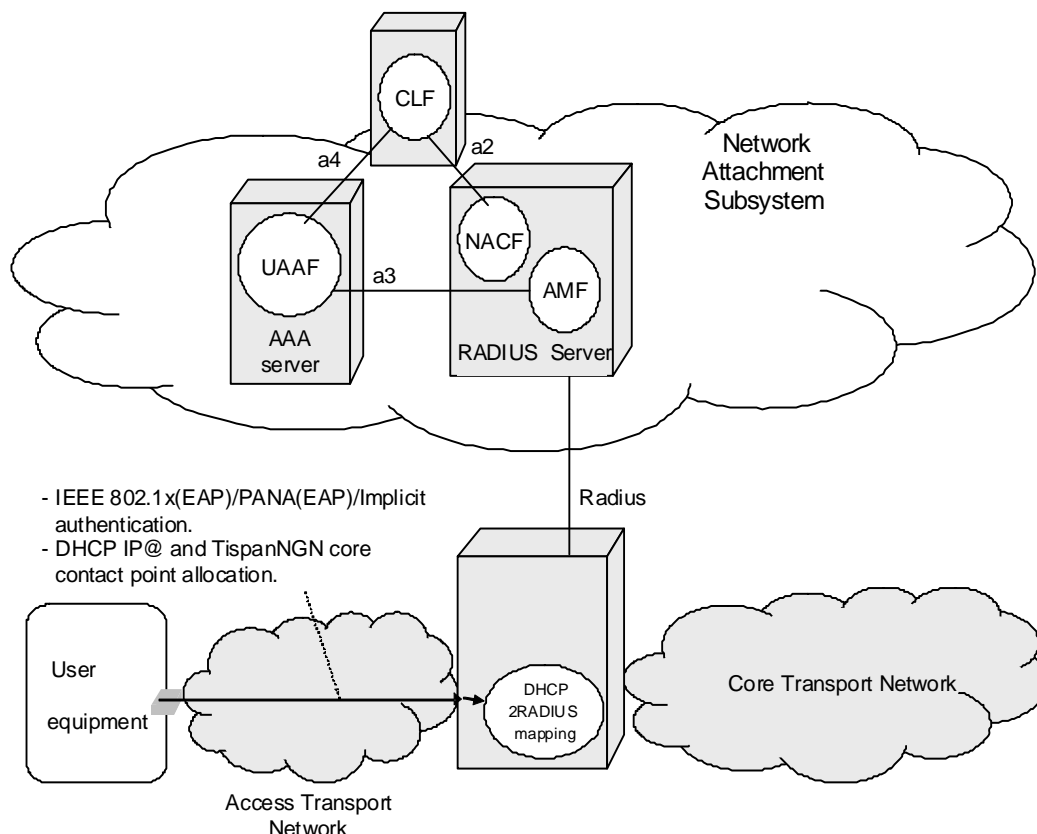 CLF
Network
Attachment
Subsystem
a4
a2
NACF
UAAF
a3
AMF
AAA
server
RADIUS Server
- IEEE 802.1x(EAP)/PANA(EAP)/Implicit
authentication.
- DHCP IP@ and TispanNGN core
contact point allocation.
Radius
User
equipment
DHCP
2RADIUS
mapping
Core Transport Network
Access Transport
Network